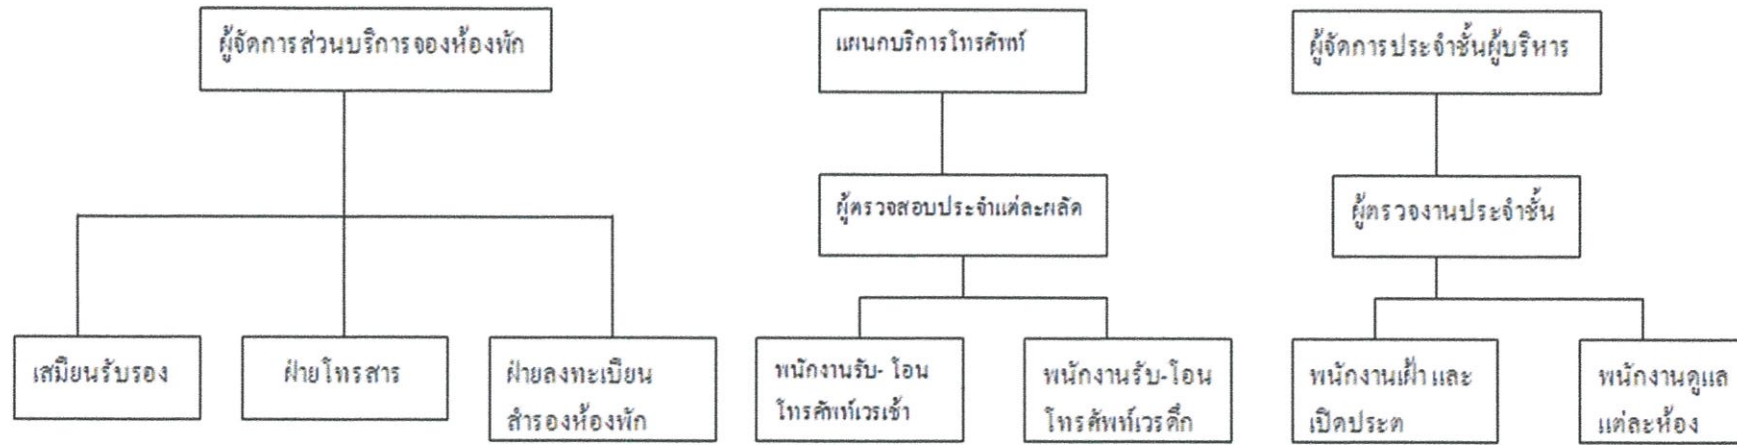 ผู้จัดการส่วนบริการจองห้องพัก
แผนกบริการโทรศัพท์
ผู้จัดการประจำชั้นผู้บริหาร
ผู้ตรวจสอบประจำแต่ละผลัด
ผู้ตรวจงานประจำชั้น
เสมียนรับรอง
ฝ่ายโทรสาร
ฝ่ายลงทะเบียน
สำรองห้องพัก
พนักงานรับ- โอน
โทรศัพท์เวรเช้า
พนักงานรับ-โอน
โทรศัพท์เวรดึก
พนักงานเฝ้า และ
เปิดประต
พนักงานดูแล
แต่ละห้อง